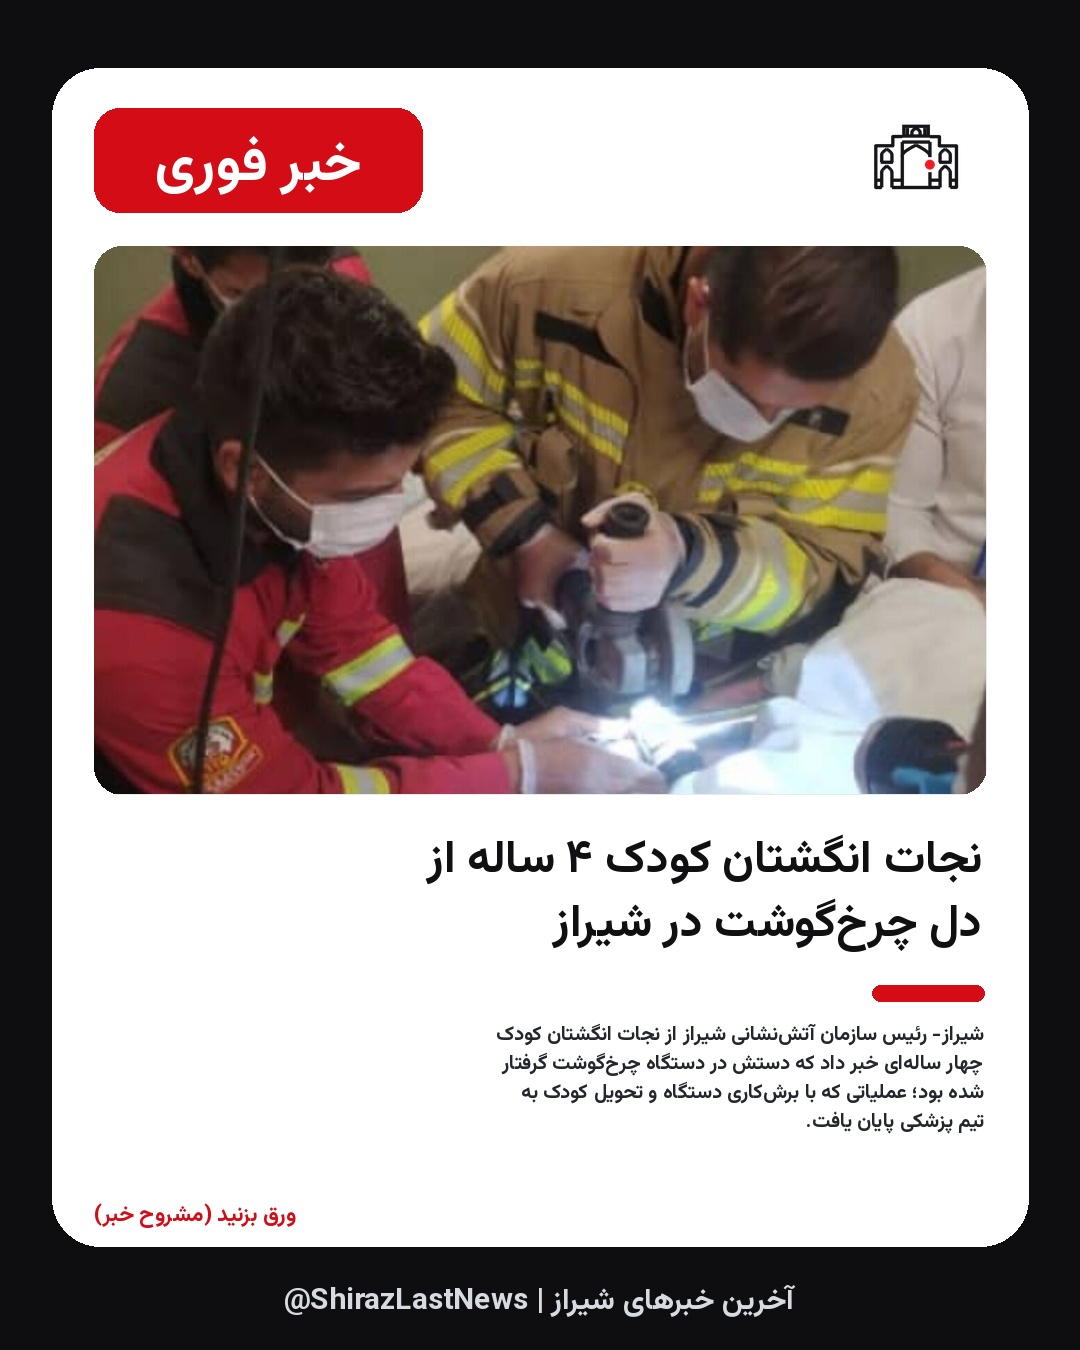 خبر فوری
نجات انگشتان کودک ۴ ساله از
دل چرخ‌گوشت در شیراز
شیراز- رئیس سازمان آتش‌نشانی شیراز از نجات انگشتان کودک
چهار ساله‌ای خبر داد که دستش در دستگاه چرخ‌گوشت گرفتار
شده بود؛ عملیاتی که با برش‌کاری دستگاه و تحویل کودک به
تیم پزشکی پایان یافت.
ورق بزنید (مشروح خبر)
آخرین خبرهای شیراز | @ShirazLastNews